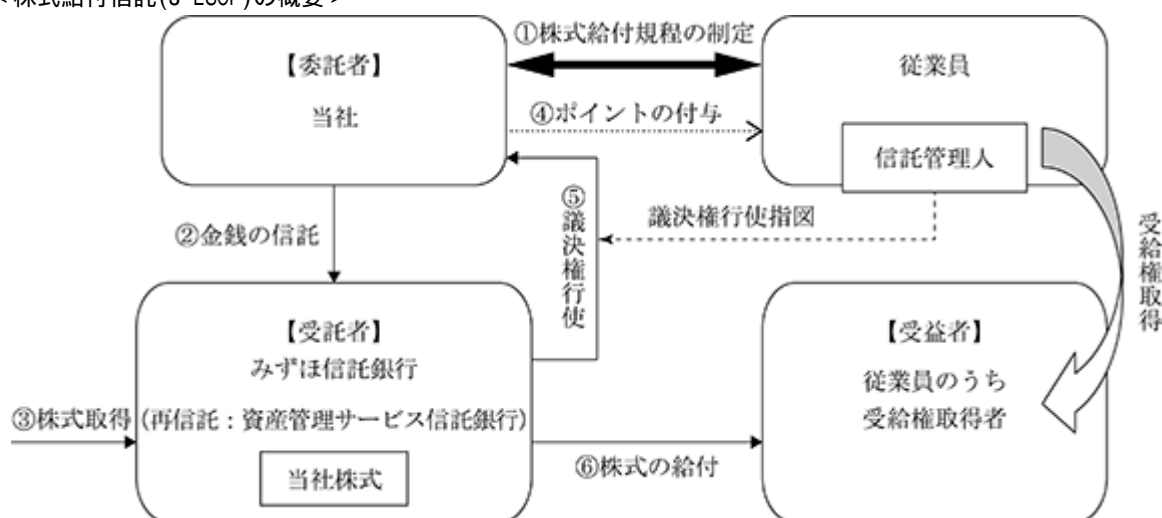 <株式給付信託(J-ESOP)の概要>
①株式給付規程の制定
【委託者】
当社
従業員
④ポイントの付与
信託管理人
②金銭の信託
⑤議決権行使
議決権行使指図
受給権取得
【受託者】
みずほ信託銀行
③株式取得
(再信託:資産管理サービス信託銀行)
当社株式
【受益者】
従業員のうち
受給権取得者
⑥株式の給付